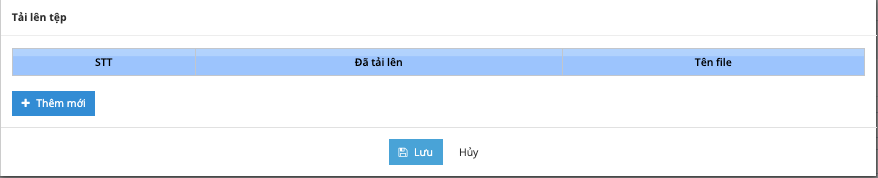 Tải lên tệp
STT Đã tải lên Tên file
Thêm mới
Lưu Hủy